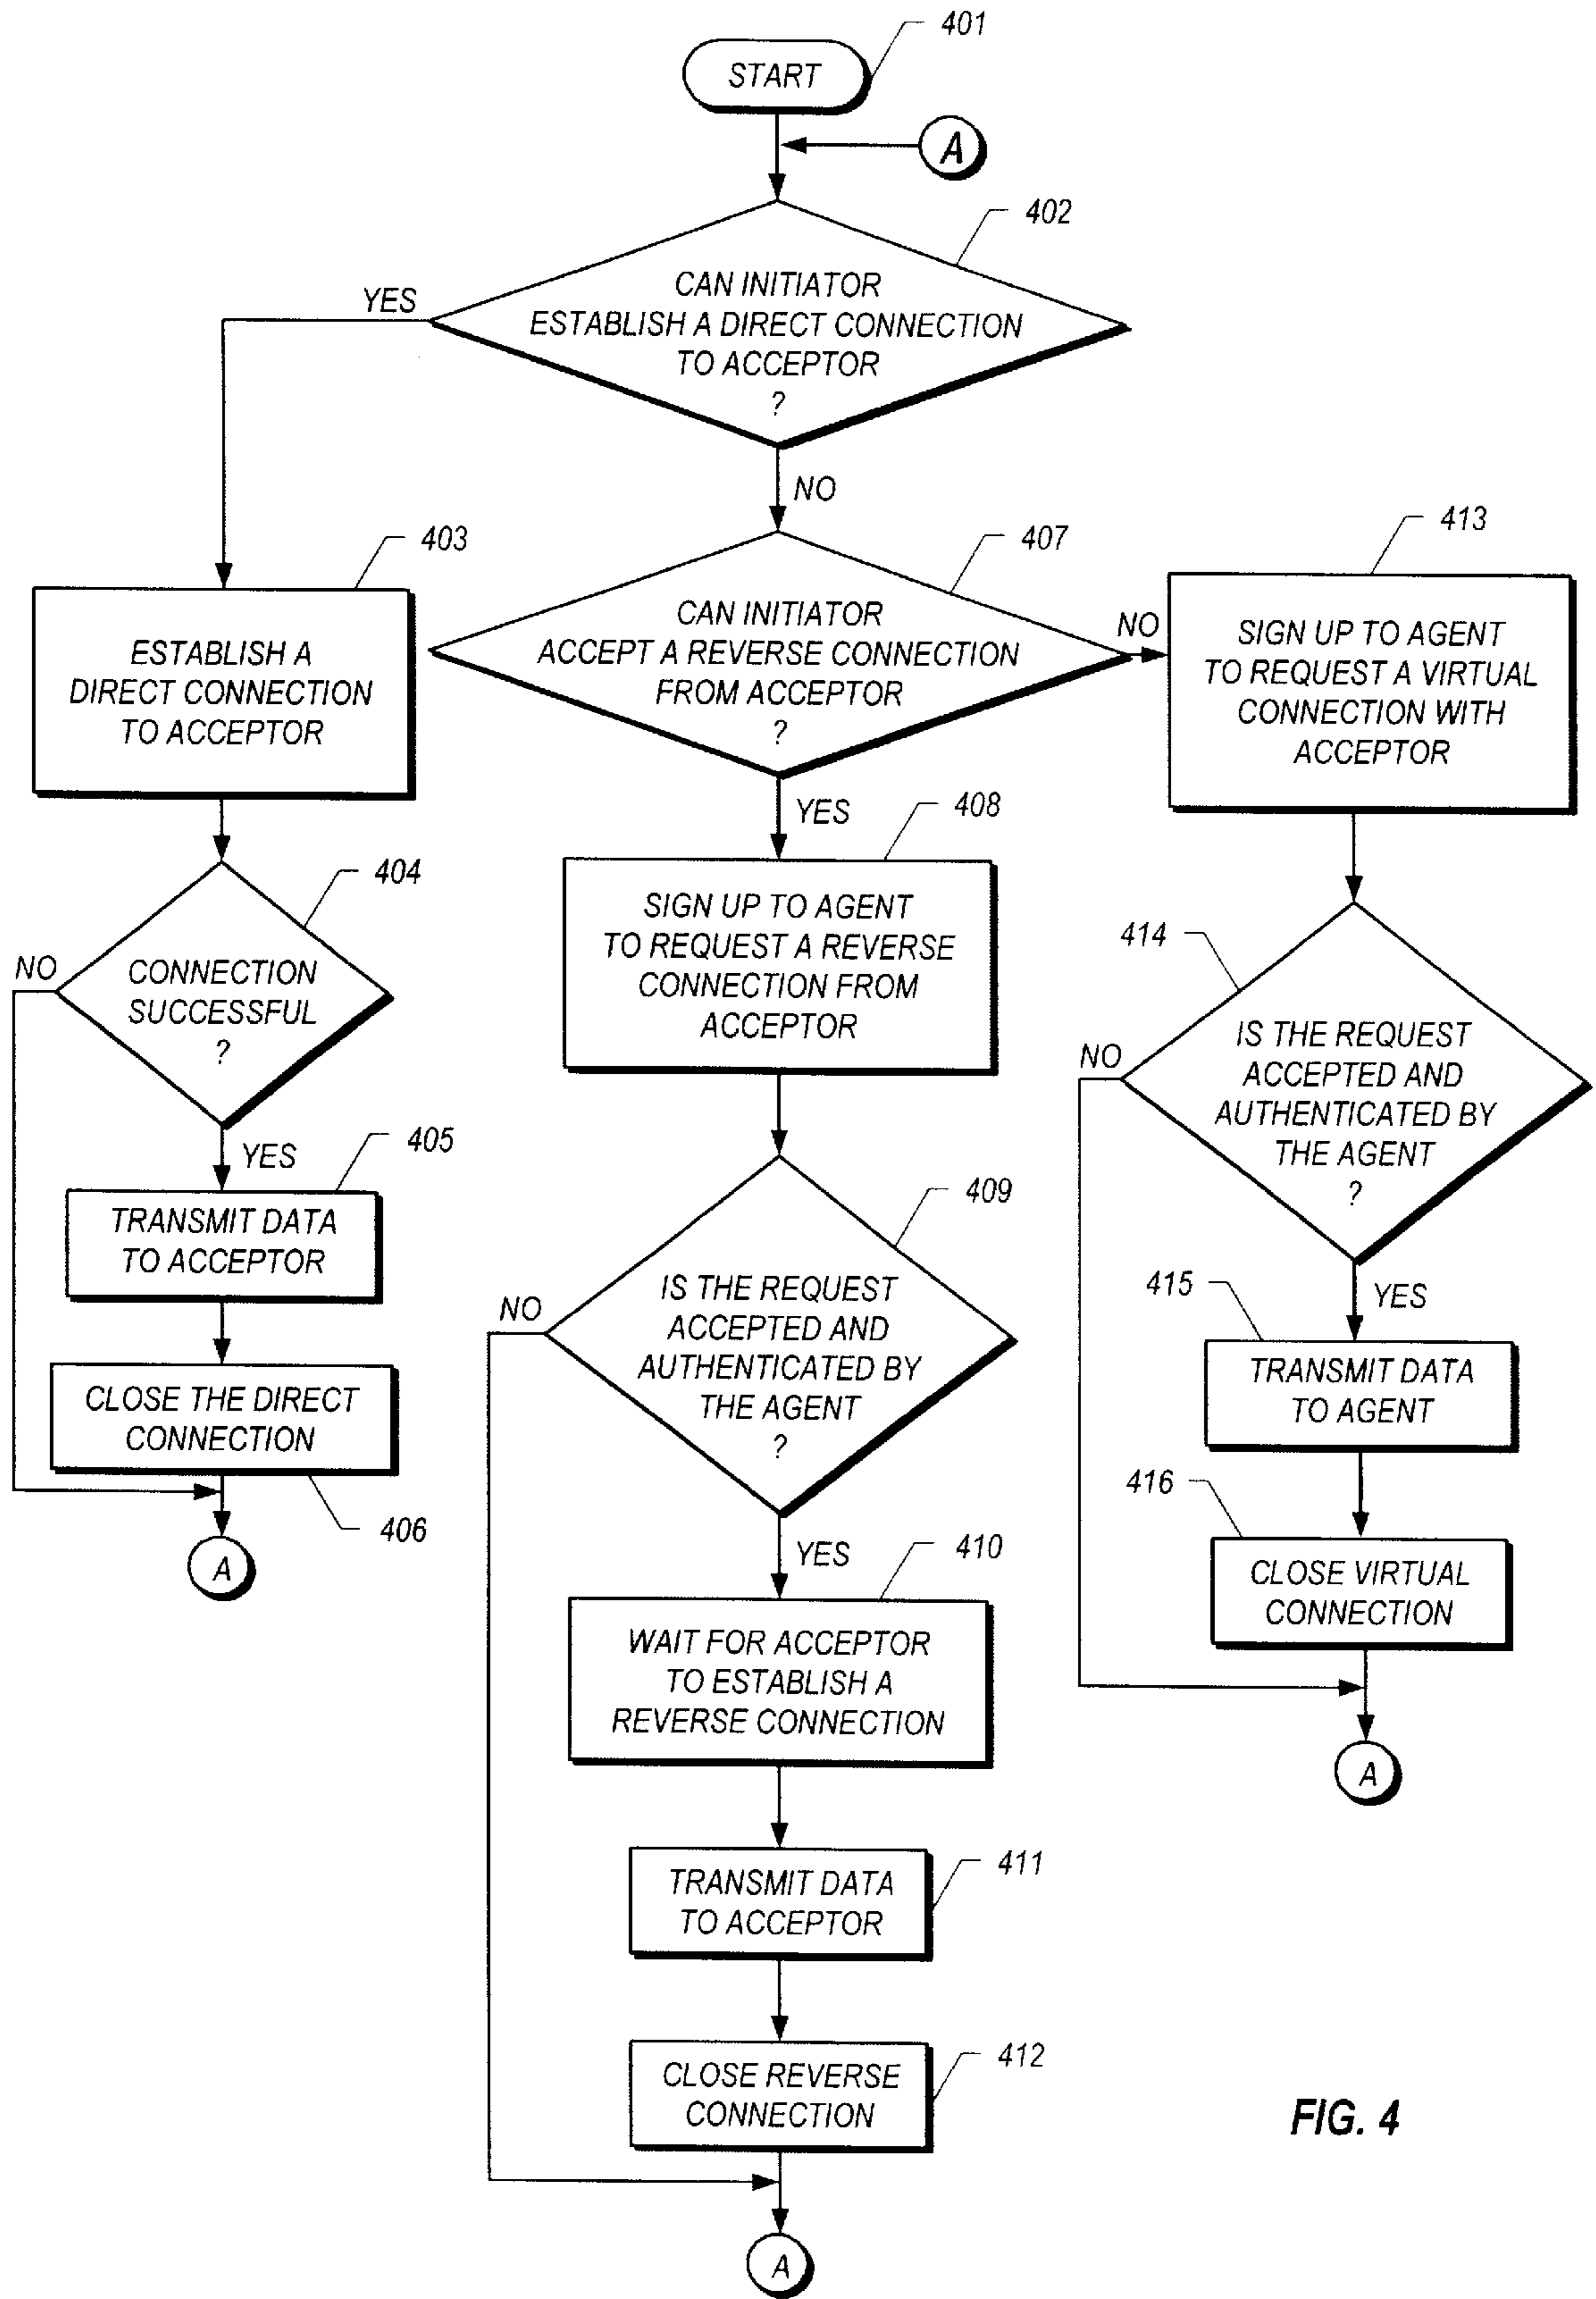 401
START
A
402
CAN INITIATOR
ESTABLISH A DIRECT CONNECTION
TO ACCEPTOR
?
YES
NO
403
ESTABLISH A
DIRECT CONNECTION
TO ACCEPTOR
407
CAN INITIATOR
ACCEPT A REVERSE CONNECTION
FROM ACCEPTOR
?
NO
YES
413
SIGN UP TO AGENT
TO REQUEST A VIRTUAL
CONNECTION WITH
ACCEPTOR
404
CONNECTION
SUCCESSFUL
?
NO
YES
405
TRANSMIT DATA
TO ACCEPTOR
CLOSE THE DIRECT
CONNECTION
406
A
408
SIGN UP TO AGENT
TO REQUEST A REVERSE
CONNECTION FROM
ACCEPTOR
409
IS THE REQUEST
ACCEPTED AND
AUTHENTICATED BY
THE AGENT
?
NO
YES
410
WAIT FOR ACCEPTOR
TO ESTABLISH A
REVERSE CONNECTION
411
TRANSMIT DATA
TO ACCEPTOR
412
CLOSE REVERSE
CONNECTION
A
414
IS THE REQUEST
ACCEPTED AND
AUTHENTICATED BY
THE AGENT
?
NO
YES
415
TRANSMIT DATA
TO AGENT
416
CLOSE VIRTUAL
CONNECTION
A
FIG. 4